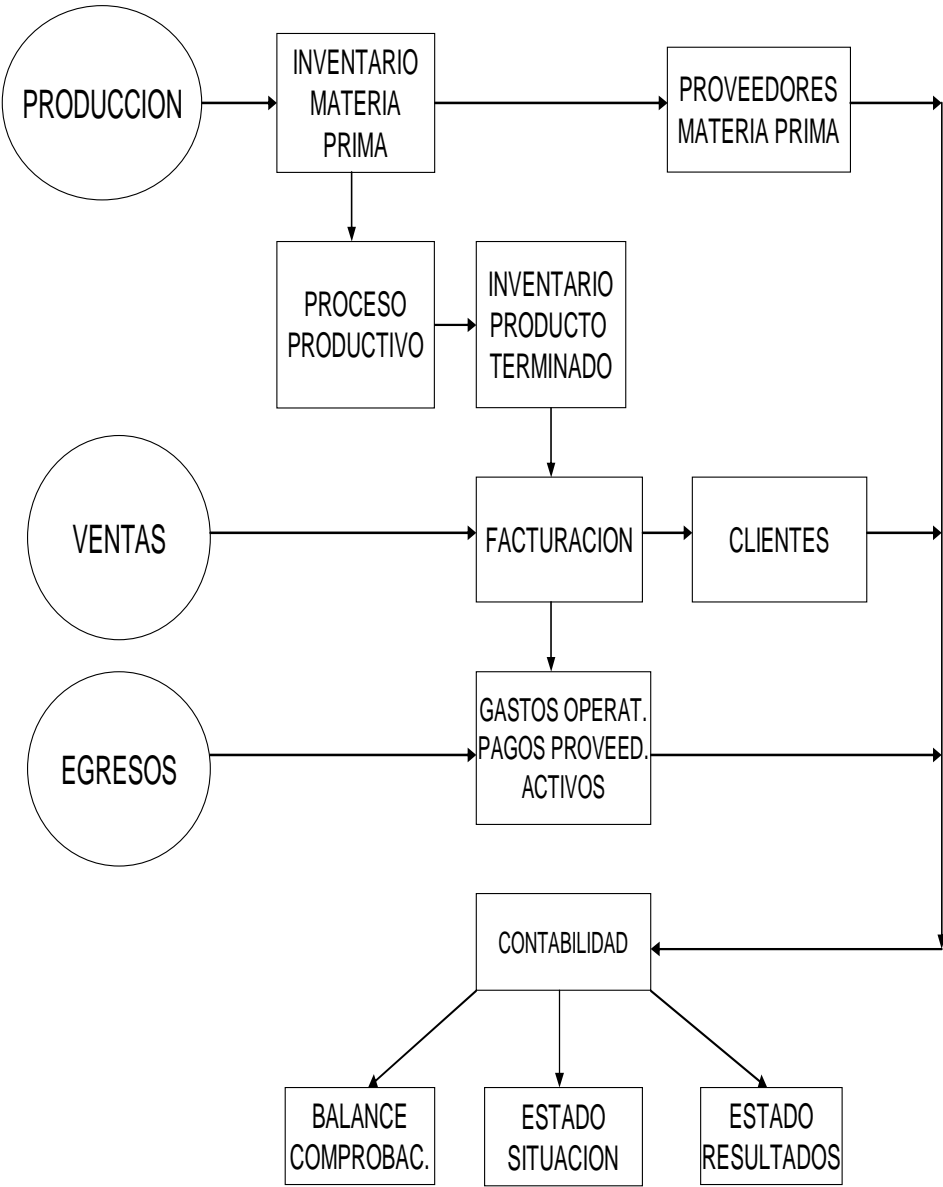 PRODUCCION
INVENTARIO
MATERIA
PRIMA
PROVEEDORES
MATERIA PRIMA
PROCESO
PRODUCTIVO
INVENTARIO
PRODUCTO
TERMINADO
VENTAS
FACTURACION
CLIENTES
EGRESOS
GASTOS OPERAT.
PAGOS PROVEED.
ACTIVOS
CONTABILIDAD
BALANCE
COMPROBAC.
ESTADO
SITUACION
ESTADO
RESULTADOS